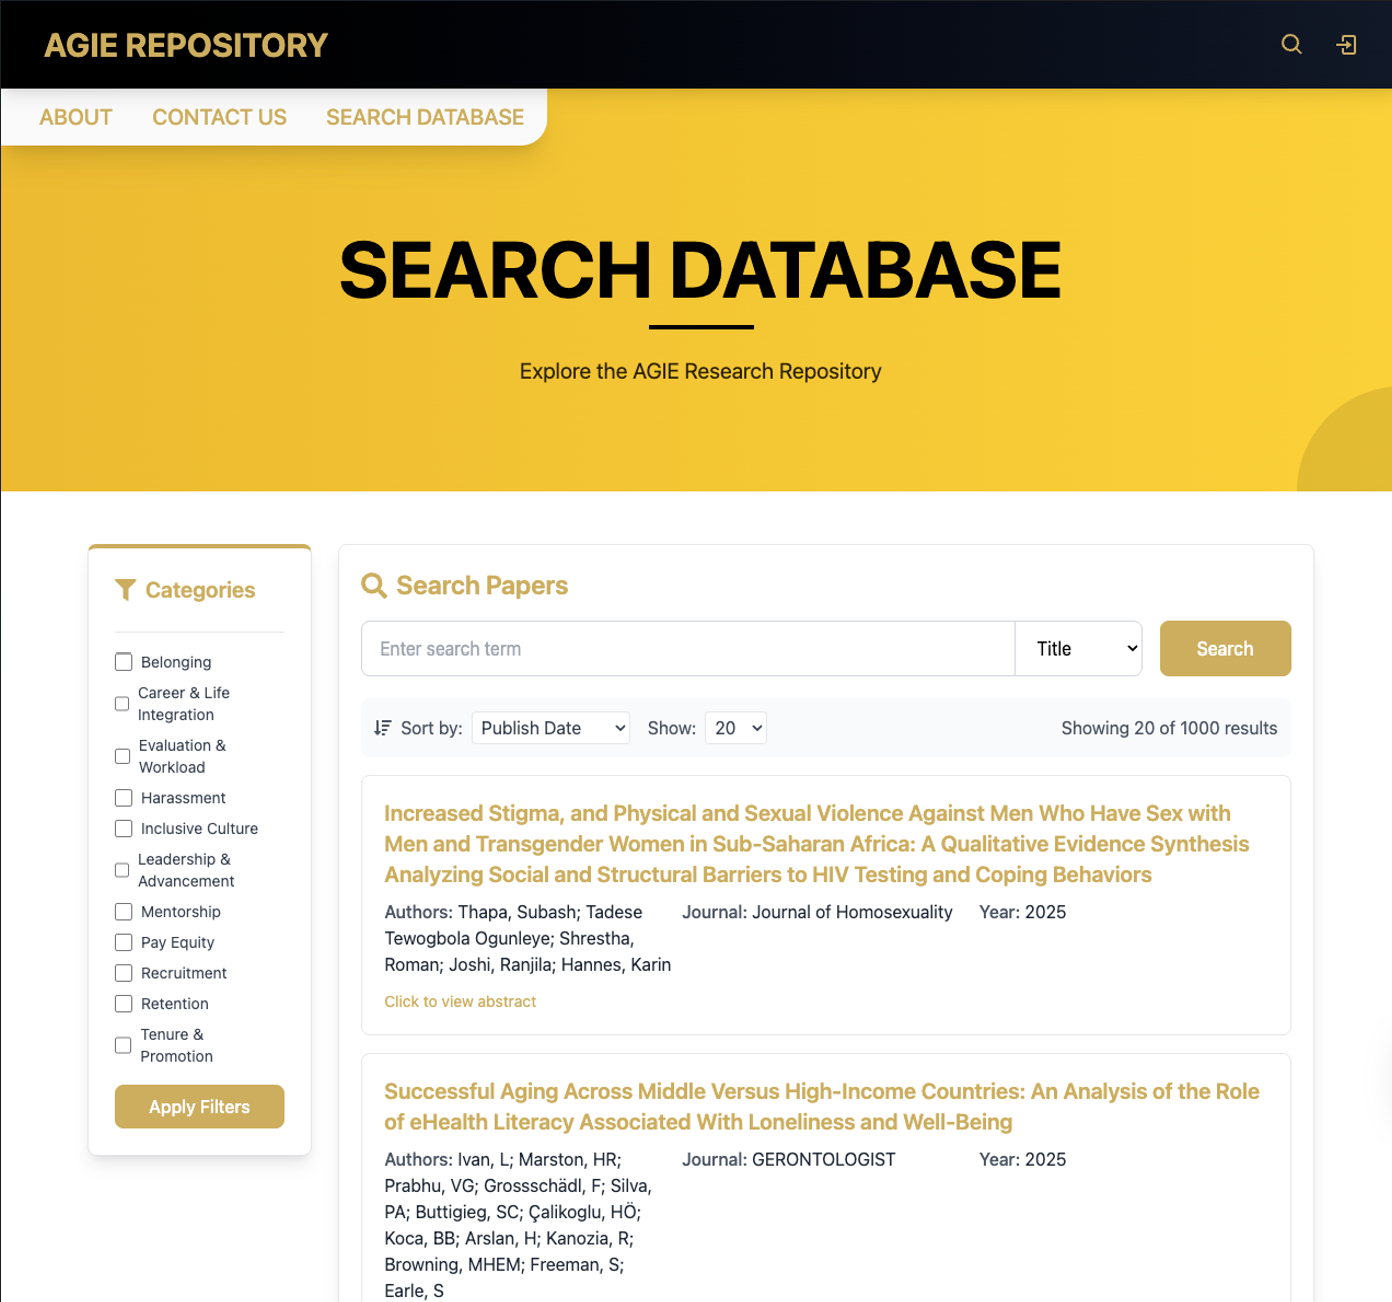 AGIE REPOSITORY
ABOUT CONTACT US SEARCH DATABASE
SEARCH DATABASE
Explore the AGIE Research Repository
Categories
Belonging
Career & Life
Integration
Evaluation &
Workload
Harassment
Inclusive Culture
Leadership &
Advancement
Mentorship
Pay Equity
Recruitment
Retention
Tenure &
Promotion
Apply Filters
Search Papers
Enter search term Title Search
Sort by: Publish Date Show: 20 Showing 20 of 1000 results
Increased Stigma, and Physical and Sexual Violence Against Men Who Have Sex with
Men and Transgender Women in Sub-Saharan Africa: A Qualitative Evidence Synthesis
Analyzing Social and Structural Barriers to HIV Testing and Coping Behaviors
Authors: Thapa, Subash; Tadese
Tewogbola Ogunleye; Shrestha,
Roman; Joshi, Ranjila; Hannes, Karin
Journal: Journal of Homosexuality
Year: 2025
Click to view abstract
Successful Aging Across Middle Versus High-Income Countries: An Analysis of the Role
of eHealth Literacy Associated With Loneliness and Well-Being
Authors: Ivan, L; Marston, HR;
Prabhu, VG; Grossschädl, F; Silva,
PA; Buttigieg, SC; Çalikoglu, HÖ;
Koca, BB; Arslan, H; Kanozia, R;
Browning, MHEM; Freeman, S;
Earle, S
Journal: GERONTOLOGIST
Year: 2025